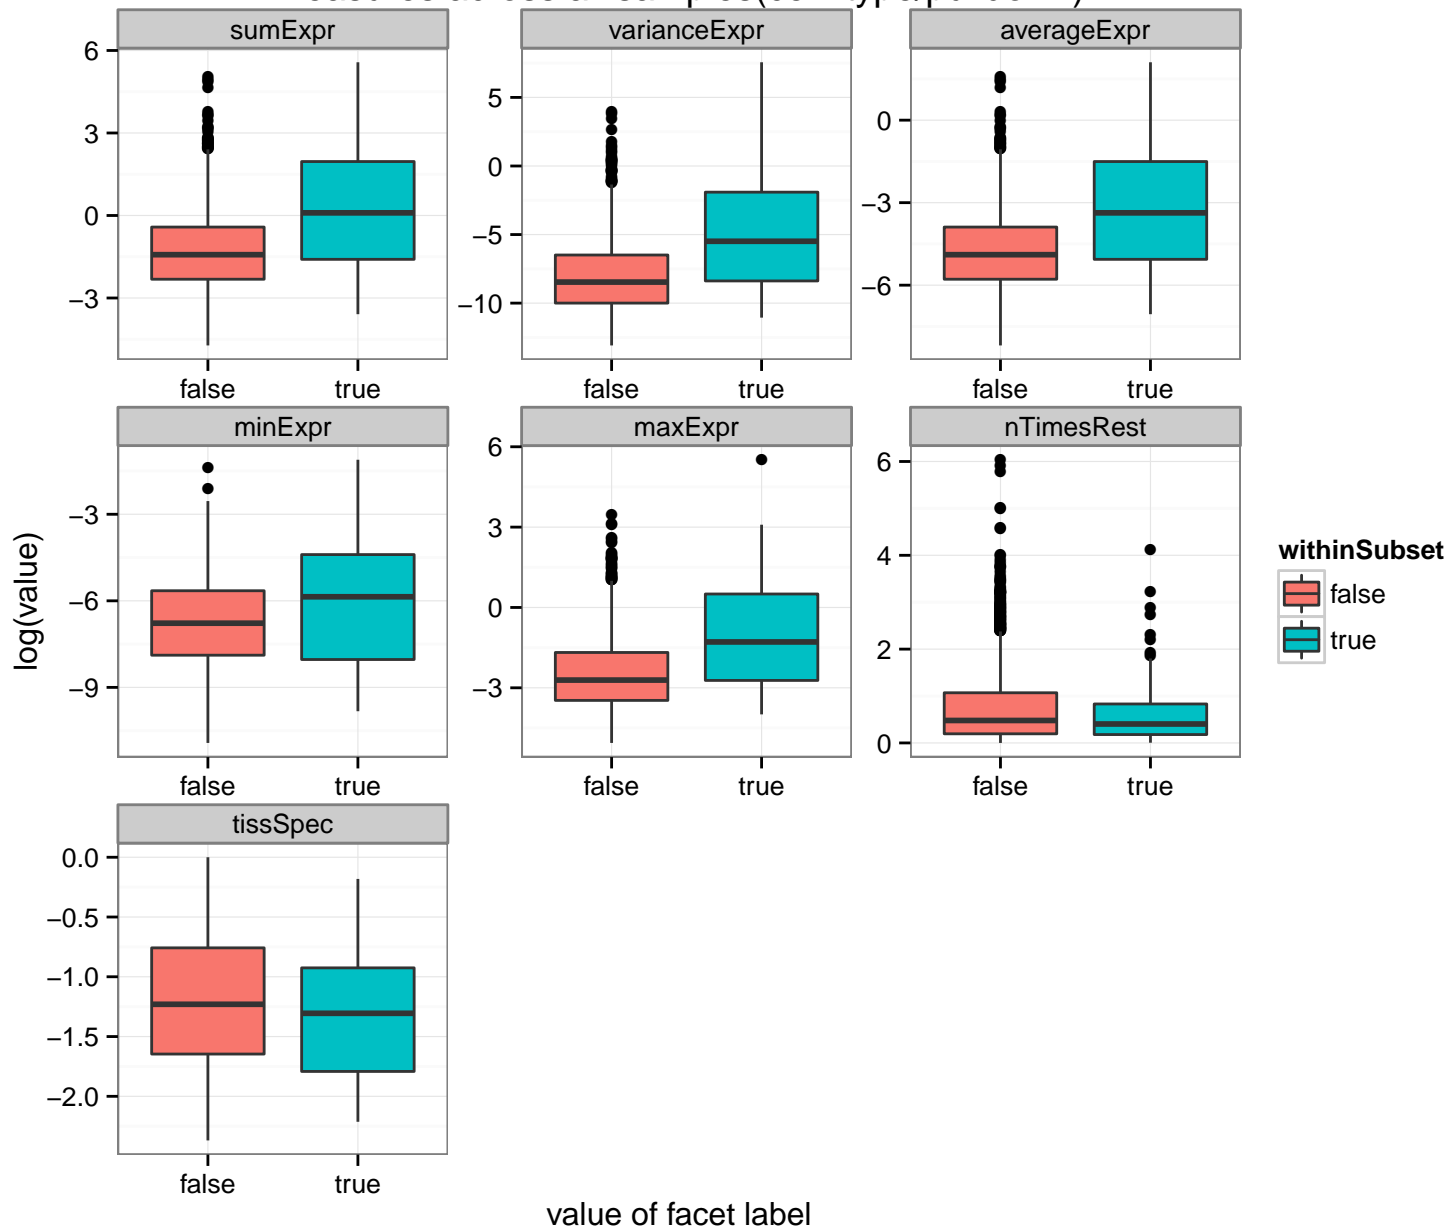 across
sumExpr varianceExpr averageExpr
6
3
0
−3
5
0
−5
−10
0
−3
−6
false true false true false true
minExpr maxExpr nTimesRest
−3
−6
−9
6
3
0
−3
6
4
2
0
false true false true false true
tissSpec
0.0
−0.5
−1.0
−1.5
−2.0
false true
log(value)
value of facet label
withinSubset
false
true